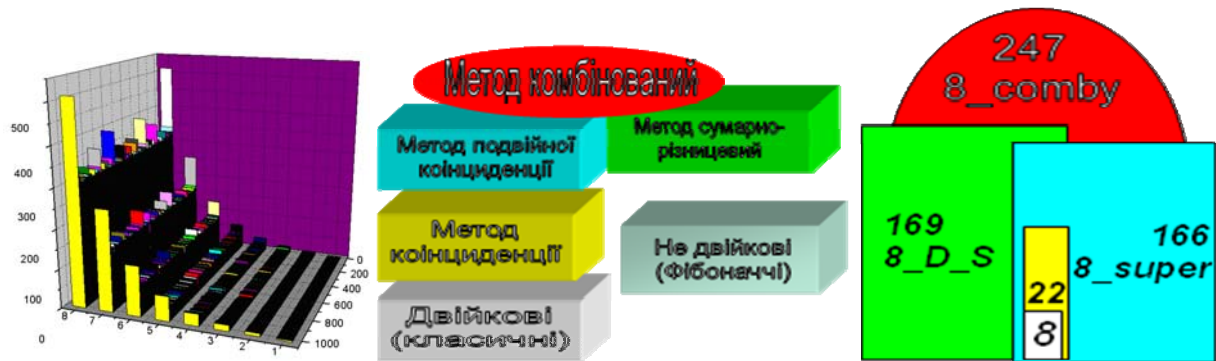 500
400
300
200
100
0
8
7
6
5
4
3
2
1
0
200
400
600
800
1000
Метод комбінований
Метод подвійної
коінциденції
Метод сумарно-
різницевий
Метод
коінциденції
Не двійкові
(Фібоначчі)
Двійкові
(класичні)
247
8_comby
169
8_D_S
166
8_super
22
8